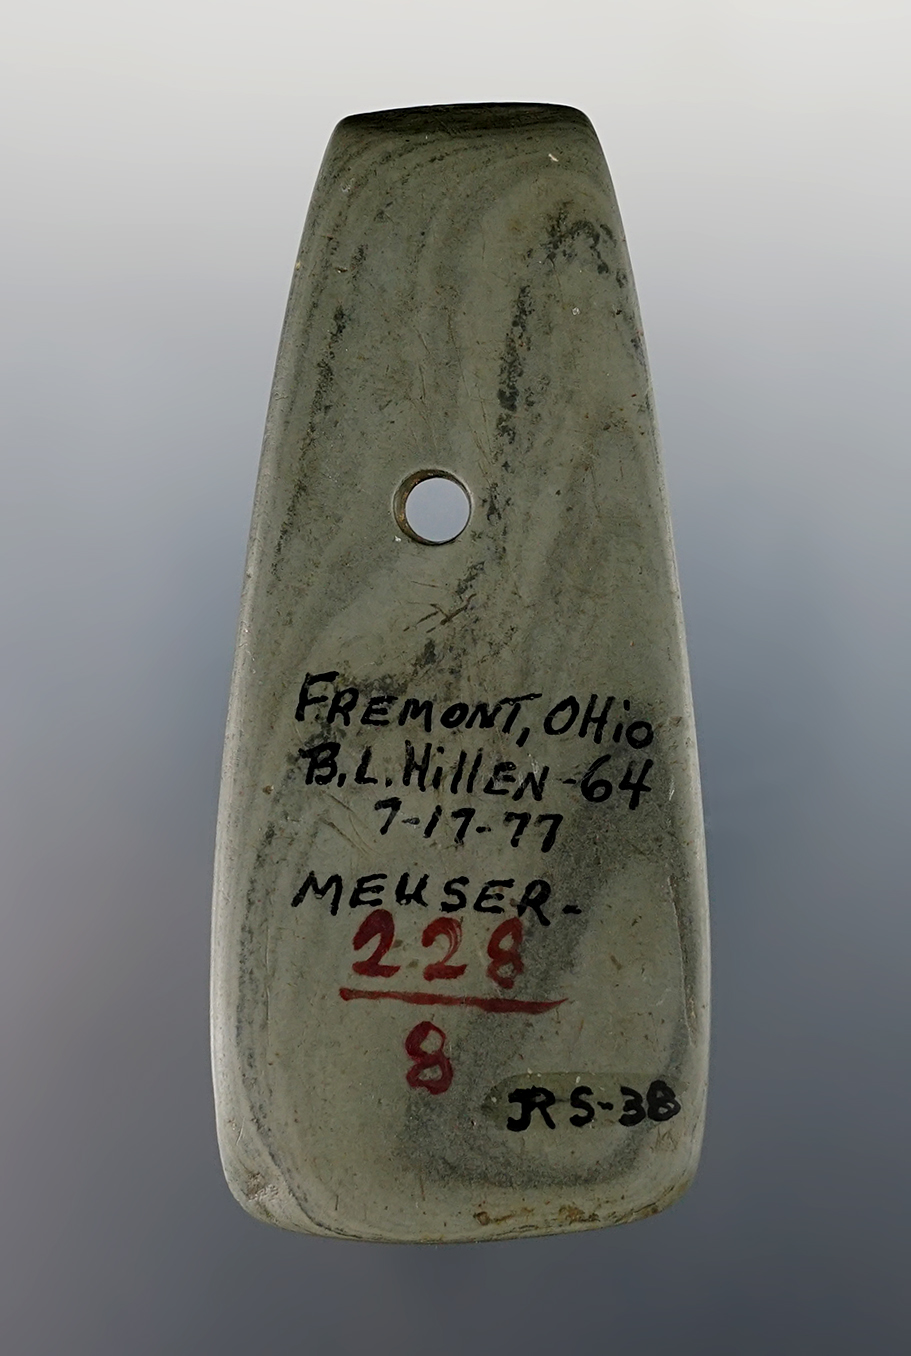 FREMONT, OHio
B.L. HillEN-64
7-17-77
MEUSER-
228
8
JRS-38